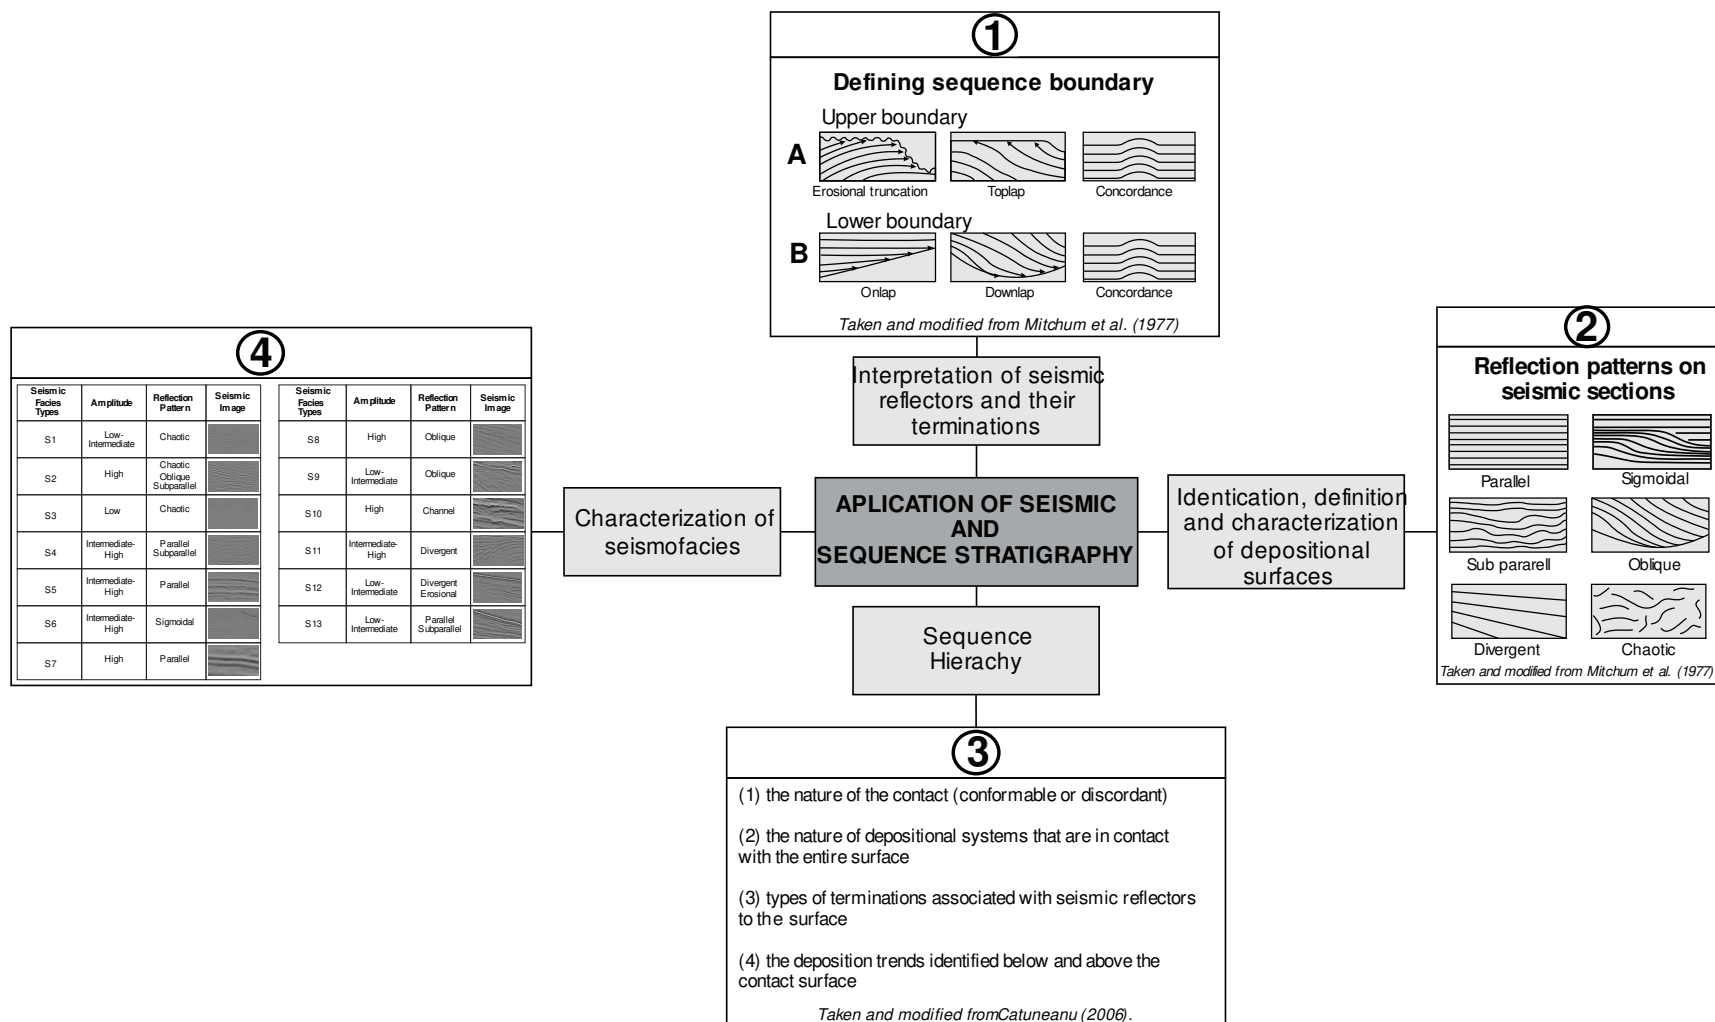 1
Defining sequence boundary
Upper boundary
A
Erosional truncation
Toplap
Concordance
Lower boundary
B
Onlap
Downlap
Concordance
Taken and modified from Mitchum et al. (1977)
Interpretation of seismic
reflectors and their
terminations
2
Reflection patterns on
seismic sections
Parallel
Sigmoidal
Sub pararell
Oblique
Divergent
Chaotic
Taken and modified from Mitchum et al. (1977)
Identication, definition
and characterization
of depositional
surfaces
APLICATION OF SEISMIC
AND
SEQUENCE STRATIGRAPHY
Characterization of
seismofacies
4
Seismic
Facies
Types
Amplitude
Reflection
Pattern
Seismic
Image
S1
Low-
Intermediate
Chaotic
S2
High
Chaotic
Oblique
Subparallel
S3
Low
Chaotic
S4
Intermediate-
High
Parallel
Subparallel
S5
Intermediate-
High
Parallel
S6
Intermediate-
High
Sigmoidal
S7
High
Parallel
Seismic
Facies
Types
Amplitude
Reflection
Pattern
Seismic
Image
S8
High
Oblique
S9
Low-
Intermediate
Oblique
S10
High
Channel
S11
Intermediate-
High
Divergent
S12
Low-
Intermediate
Divergent
Erosional
S13
Low-
Intermediate
Parallel
Subparallel
Sequence
Hierachy
3
(1) the nature of the contact (conformable or discordant)
(2) the nature of depositional systems that are in contact
with the entire surface
(3) types of terminations associated with seismic reflectors
to the surface
(4) the deposition trends identified below and above the
contact surface
Taken and modified fromCatuneanu (2006).